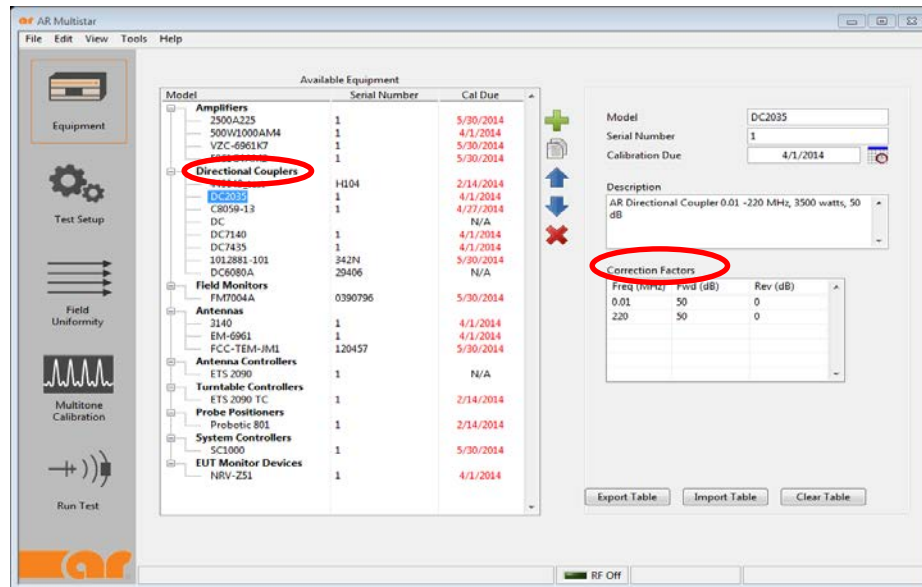 ar AR Multistar
File Edit View Tools Help
Equipment
Test Setup
Field
Uniformity
Multitone
Calibration
Run Test
ar
Available Equipment
Model Serial Number Cal Due
Amplifiers
2500A225 1 5/30/2014
500W1000AM4 1 4/1/2014
VZC-6961K7 1 5/30/2014
1 5/30/2014
Directional Couplers
H104 2/14/2014
DC2035 1 4/1/2014
C8059-13 1 4/27/2014
DC N/A
DC7140 1 4/1/2014
DC7435 1 4/1/2014
1012881-101 342N 5/30/2014
DC6080A 29406 N/A
Field Monitors
FM7004A 0390796 5/30/2014
Antennas
3140 1 4/1/2014
EM-6961 1 4/1/2014
FCC-TEM-JM1 120457 5/30/2014
Antenna Controllers
ETS 2090 1 N/A
Turntable Controllers
ETS 2090 TC 1 2/14/2014
Probe Positioners
Probotic 801 1 2/14/2014
System Controllers
SC1000 1 5/30/2014
EUT Monitor Devices
NRV-Z51 1 4/1/2014
Model DC2035
Serial Number 1
Calibration Due 4/1/2014
Description
AR Directional Coupler 0.01 -220 MHz, 3500 watts, 50
dB
Correction Factors
Freq (MHz) Fwd (dB) Rev (dB)
0.01 50 0
220 50 0
Export Table Import Table Clear Table
RF Off